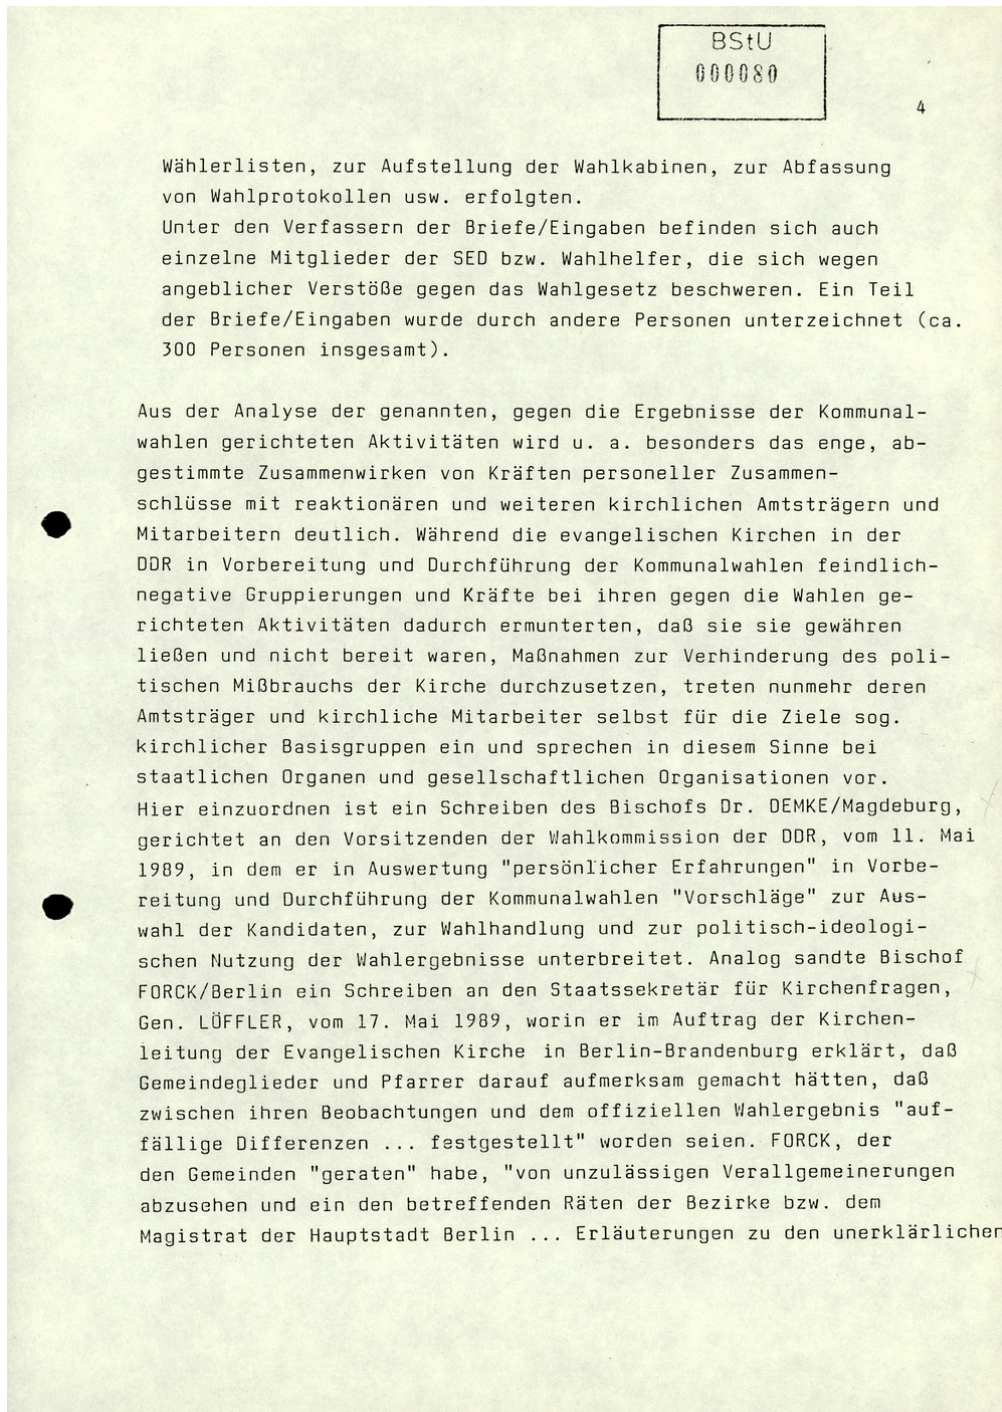 BStU
000080
4
Wählerlisten, zur Aufstellung der Wahlkabinen, zur Abfassung
von Wahlprotokollen usw. erfolgten.
Unter den Verfassern der Briefe/Eingaben befinden sich auch
einzelne Mitglieder der SED bzw. Wahlhelfer, die sich wegen
angeblicher Verstöße gegen das Wahlgesetz beschweren. Ein Teil
der Briefe/Eingaben wurde durch andere Personen unterzeichnet (ca.
300 Personen insgesamt).
Aus der Analyse der genannten, gegen die Ergebnisse der Kommunal-
wahlen gerichteten Aktivitäten wird u. a. besonders das enge, ab-
gestimmte Zusammenwirken von Kräften personeller Zusammen-
schlüsse mit reaktionären und weiteren kirchlichen Amtsträgern und
Mitarbeitern deutlich. Während die evangelischen Kirchen in der
DDR in Vorbereitung und Durchführung der Kommunalwahlen feindlich-
negative Gruppierungen und Kräfte bei ihren gegen die Wahlen ge-
richteten Aktivitäten dadurch ermunterten, daß sie sie gewähren
ließen und nicht bereit waren, Maßnahmen zur Verhinderung des poli-
tischen Mißbrauchs der Kirche durchzusetzen, treten nunmehr deren
Amtsträger und kirchliche Mitarbeiter selbst für die Ziele sog.
kirchlicher Basisgruppen ein und sprechen in diesem Sinne bei
staatlichen Organen und gesellschaftlichen Organisationen vor.
Hier einzuordnen ist ein Schreiben des Bischofs Dr. DEMKE/Magdeburg,
gerichtet an den Vorsitzenden der Wahlkommission der DDR, vom 11. Mai
1989, in dem er in Auswertung "persönlicher Erfahrungen" in Vorbe-
reitung und Durchführung der Kommunalwahlen "Vorschläge" zur Aus-
wahl der Kandidaten, zur Wahlhandlung und zur politisch-ideologi-
schen Nutzung der Wahlergebnisse unterbreitet. Analog sandte Bischof
FORCK/Berlin ein Schreiben an den Staatssekretär für Kirchenfragen,
Gen. LÖFFLER, vom 17. Mai 1989, worin er im Auftrag der Kirchen-
leitung der Evangelischen Kirche in Berlin-Brandenburg erklärt, daß
Gemeindeglieder und Pfarrer darauf aufmerksam gemacht hätten, daß
zwischen ihren Beobachtungen und dem offiziellen Wahlergebnis "auf-
fällige Differenzen ... festgestellt" worden seien. FORCK, der
den Gemeinden "geraten" habe, "von unzulässigen Verallgemeinerungen
abzusehen und ein den betreffenden Räten der Bezirke bzw. dem
Magistrat der Hauptstadt Berlin ... Erläuterungen zu den unerklärlichen